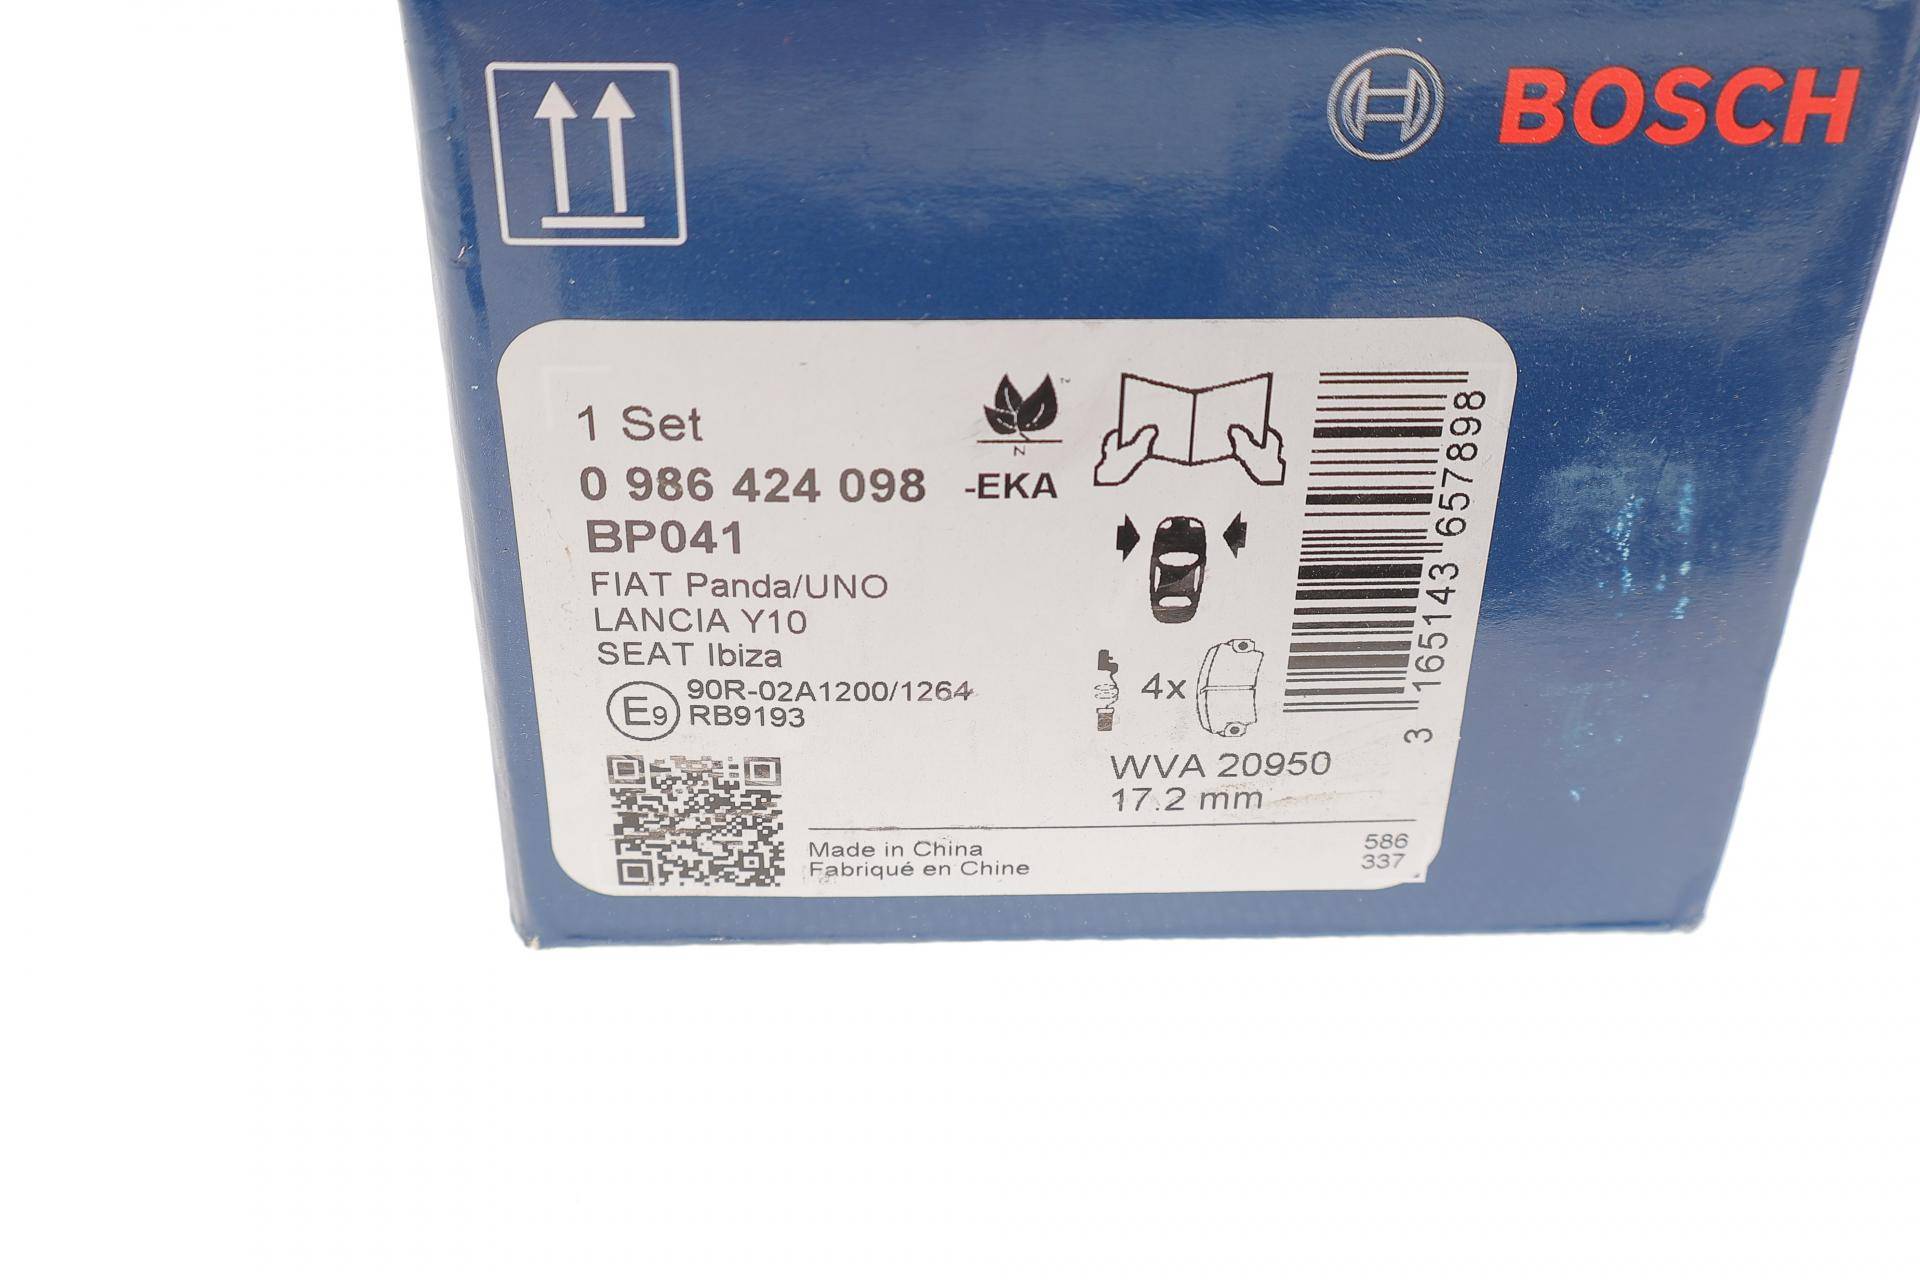 BOSCH
1 Set
0 986 424 098 -EKA
BP041
FIAT Panda/UNO
LANCIA Y10
SEAT Ibiza
E9 90R-02A1200/1264
RB9193
4x
WVA 20950
17.2 mm
3 165143 657898
Made in China
Fabriqué en Chine
586
337